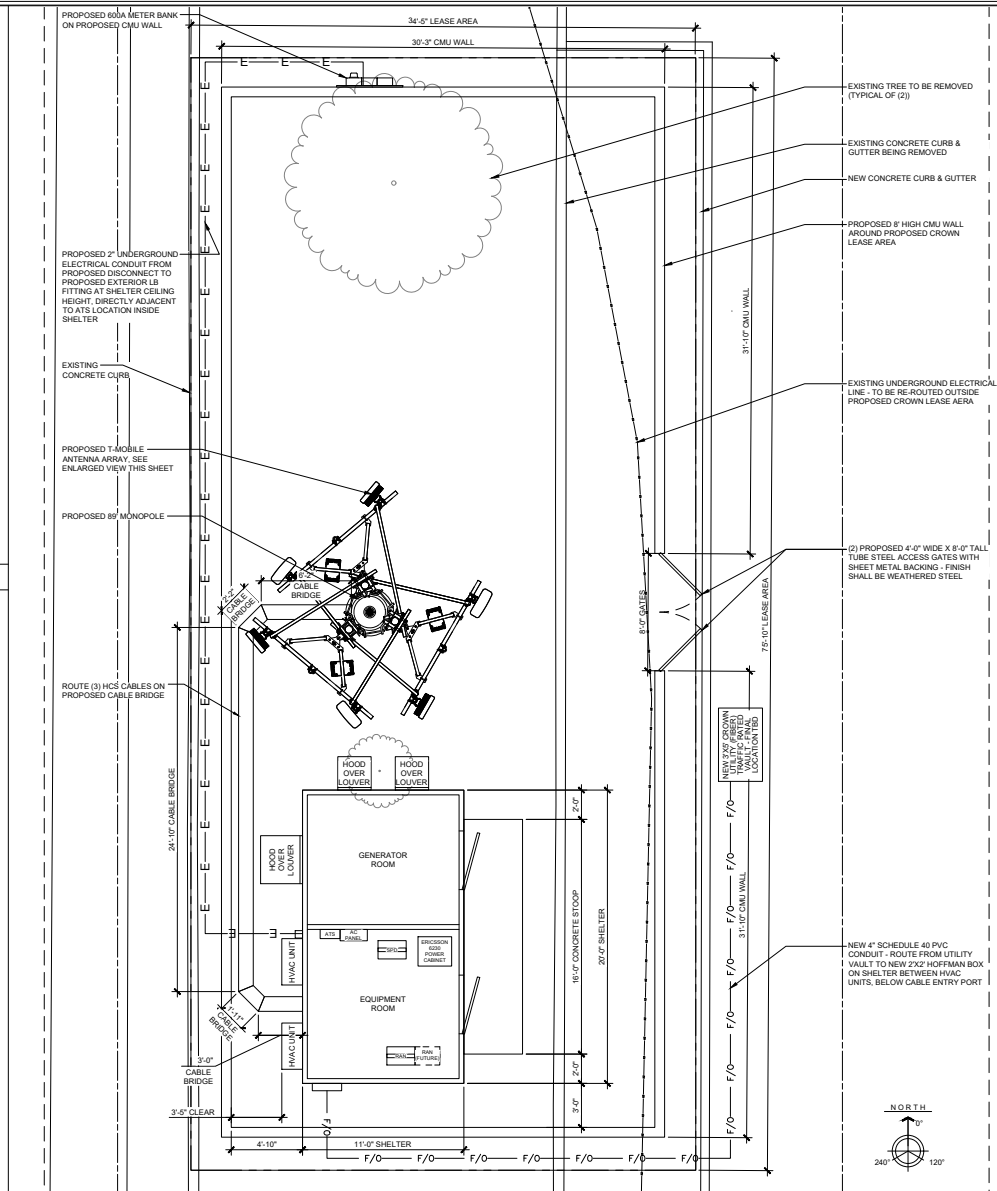 PROPOSED 600A METER BANK
ON PROPOSED CMU WALL
34'-5" LEASE AREA
30'-3" CMU WALL
E E E
EXISTING TREE TO BE REMOVED
(TYPICAL OF (2))
EXISTING CONCRETE CURB &
GUTTER BEING REMOVED
NEW CONCRETE CURB & GUTTER
PROPOSED 8' HIGH CMU WALL
AROUND PROPOSED CROWN
LEASE AREA
PROPOSED 2" UNDERGROUND
ELECTRICAL CONDUIT FROM
PROPOSED DISCONNECT TO
PROPOSED EXTERIOR LB
FITTING AT SHELTER CEILING
HEIGHT, DIRECTLY ADJACENT
TO ATS LOCATION INSIDE
SHELTER
31'-10" CMU WALL
EXISTING
CONCRETE CURB
EXISTING UNDERGROUND ELECTRICAL
LINE - TO BE RE-ROUTED OUTSIDE
PROPOSED CROWN LEASE AERA
PROPOSED T-MOBILE
ANTENNA ARRAY, SEE
ENLARGED VIEW THIS SHEET
PROPOSED 89' MONOPOLE
(2) PROPOSED 4'-0" WIDE X 8'-0" TALL
TUBE STEEL ACCESS GATES WITH
SHEET METAL BACKING - FINISH
SHALL BE WEATHERED STEEL
6'-2"
CABLE
BRIDGE
2'-2"
CABLE
BRIDGE
8'-0" GATES
75'-10" LEASE AREA
ROUTE (3) HCS CABLES ON
PROPOSED CABLE BRIDGE
NEW 3'X5' CROWN
UTILITY (FIBER)
TRAFFIC RATED
VAULT - FINAL
LOCATION TBD
24'-10" CABLE BRIDGE
HOOD
OVER
LOUVER
HOOD
OVER
LOUVER
HOOD
OVER
LOUVER
GENERATOR
ROOM
2'-0"
16'-0" CONCRETE STOOP
20'-0" SHELTER
31'-10" CMU WALL
ATS
AC
PANEL
SPD
ERICSSON
6230
POWER
CABINET
HVAC UNIT
EQUIPMENT
ROOM
NEW 4" SCHEDULE 40 PVC
CONDUIT - ROUTE FROM UTILITY
VAULT TO NEW 2'X2' HOFFMAN BOX
ON SHELTER BETWEEN HVAC
UNITS, BELOW CABLE ENTRY PORT
1'-11"
CABLE
BRIDGE
HVAC UNIT
RAN
RAN
(FUTURE)
3'-0"
CABLE
BRIDGE
2'-0"
3'-0"
3'-5" CLEAR
4'-10"
11'-0" SHELTER
F/O F/O F/O F/O F/O F/O F/O
NORTH
0°
240°
120°